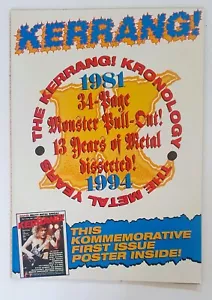 KERRANG!
THE KERRANG! KRONOLOGY
1981
34-Page
Monster Pull-Out!
13 Years of Metal
dissected!
1994
THE METAL YEARS
THIS
KOMMEMORATIVE
FIRST ISSUE
POSTER INSIDE!
KERRANG!